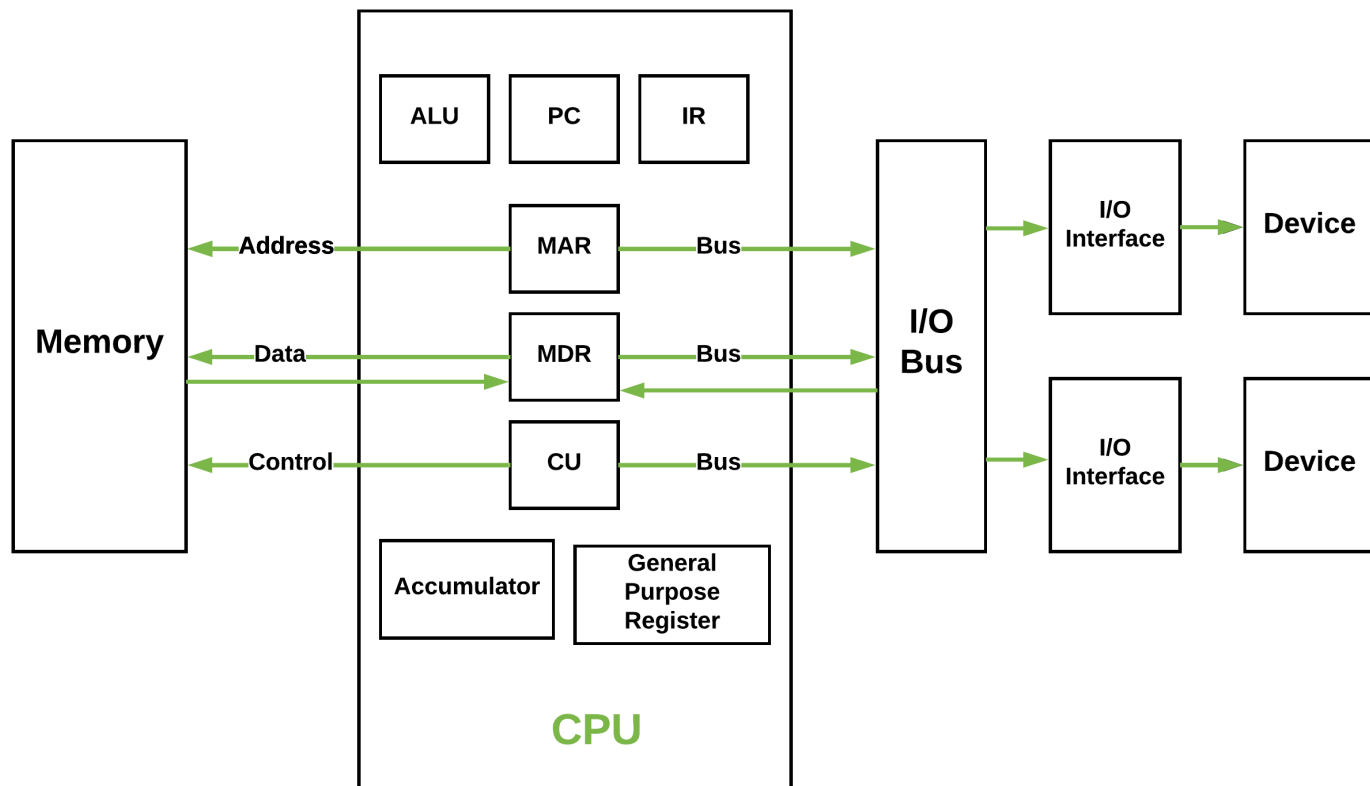 ALU
PC
IR
Memory
Address
MAR
Bus
Data
MDR
Bus
Control
CU
Bus
Accumulator
General
Purpose
Register
CPU
I/O
Bus
I/O
Interface
Device
I/O
Interface
Device